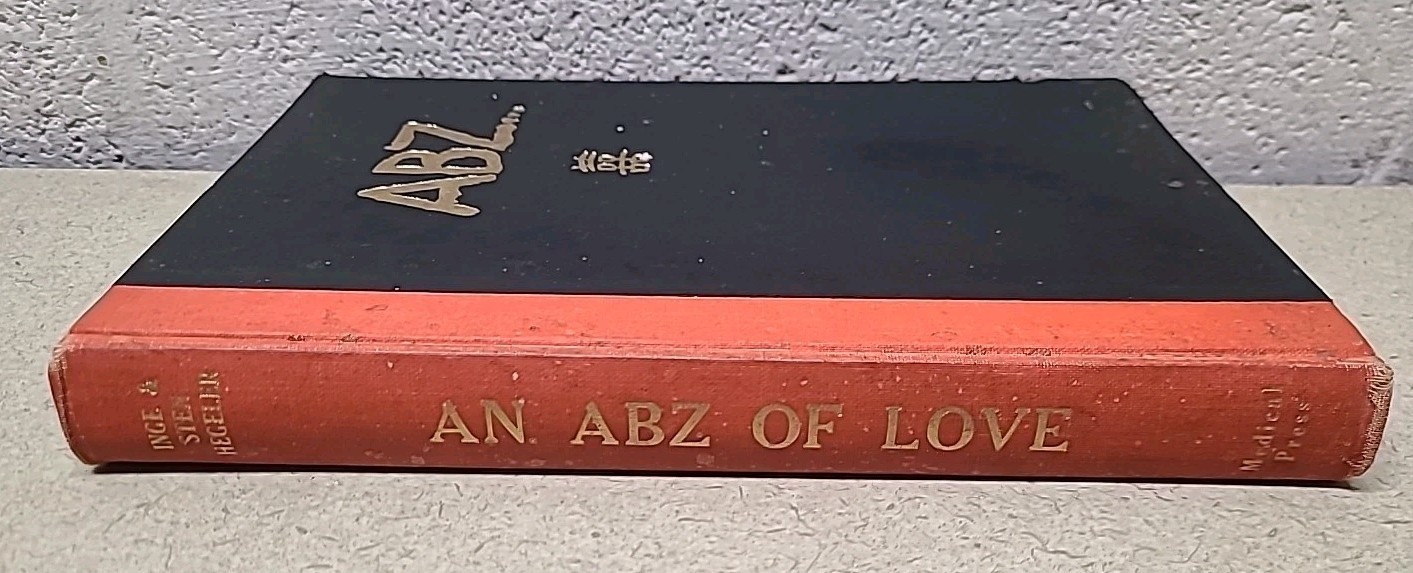 ABZ...
INGE &
STEN
HEGELER
AN ABZ OF LOVE
Medical
Press